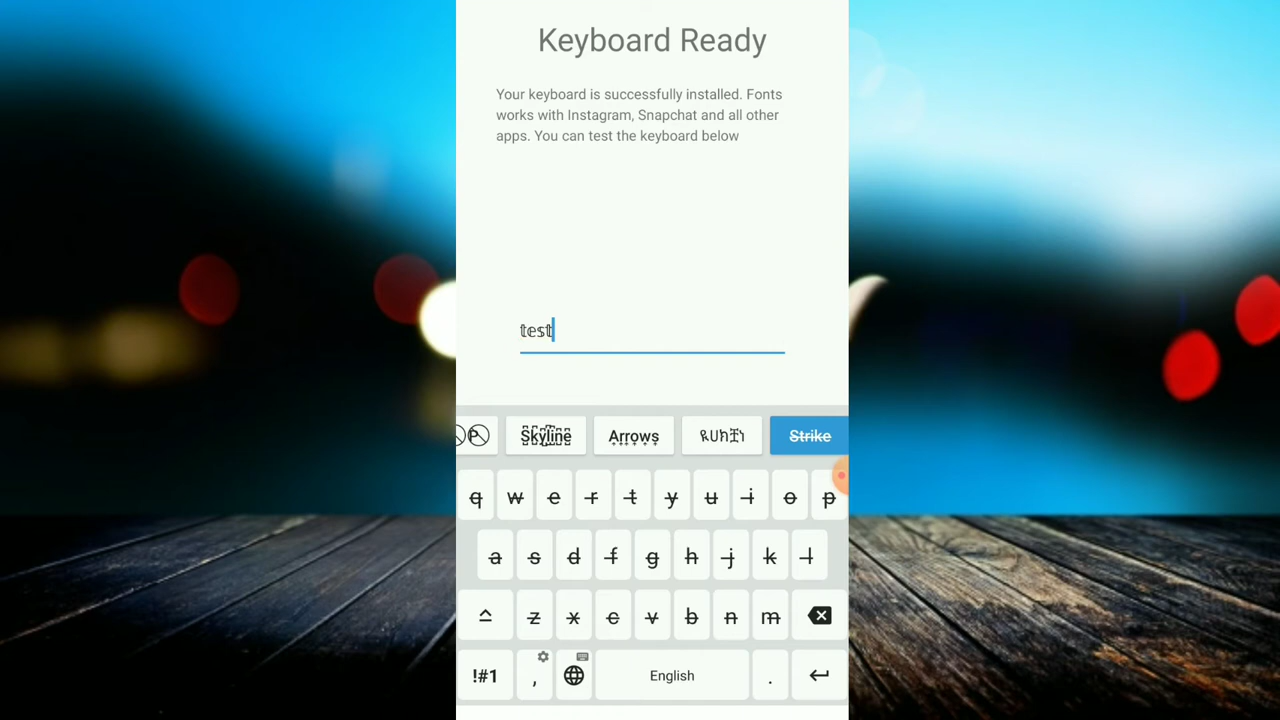 Keyboard Ready
Your keyboard is successfully installed. Fonts
works with Instagram, Snapchat and all other
apps. You can test the keyboard below
𝕥𝕖𝕤𝕥
Ⓟ Skyline Arrows ꋪUhIi S̶t̶r̶i̶k̶e̶
q̶ w̶ e̶ r̶ t̶ y̶ u̶ i̶ o̶ p̶
a̶ s̶ d̶ f̶ g̶ h̶ j̶ k̶ l̶
z̶ x̶ c̶ v̶ b̶ n̶ m̶
!#1 , English .